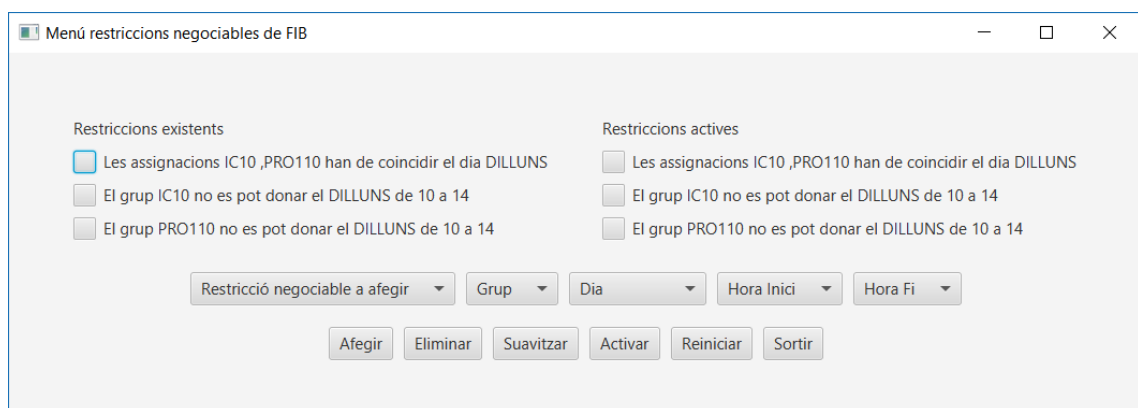 Menú restriccions negociables de FIB
Restriccions existents
Les assignacions IC10 ,PRO110 han de coincidir el dia DILLUNS
El grup IC10 no es pot donar el DILLUNS de 10 a 14
El grup PRO110 no es pot donar el DILLUNS de 10 a 14
Restriccions actives
Les assignacions IC10 ,PRO110 han de coincidir el dia DILLUNS
El grup IC10 no es pot donar el DILLUNS de 10 a 14
El grup PRO110 no es pot donar el DILLUNS de 10 a 14
Restricció negociable a afegir Grup Dia Hora Inici Hora Fi
Afegir Eliminar Suavitzar Activar Reiniciar Sortir